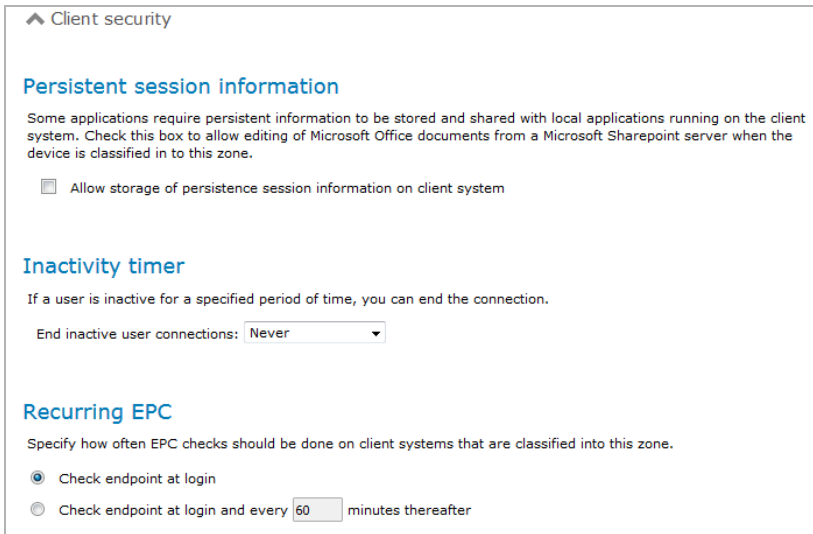 Client security
Persistent session information
Some applications require persistent information to be stored and shared with local applications running on the client
system. Check this box to allow editing of Microsoft Office documents from a Microsoft Sharepoint server when the
device is classified in to this zone.
Allow storage of persistence session information on client system
Inactivity timer
If a user is inactive for a specified period of time, you can end the connection.
End inactive user connections: Never
Recurring EPC
Specify how often EPC checks should be done on client systems that are classified into this zone.
Check endpoint at login
Check endpoint at login and every 60 minutes thereafter